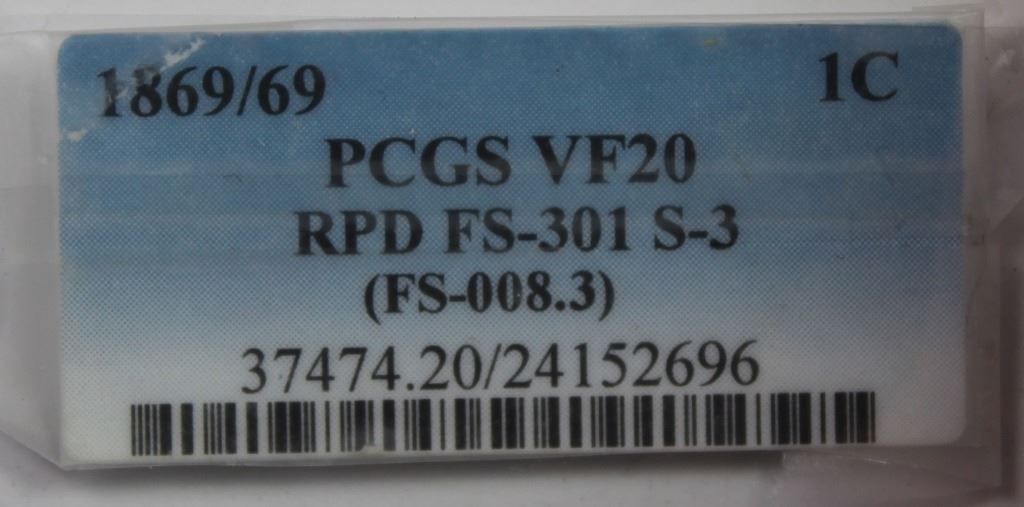 1869/69 1C
PCGS VF20
RPD FS-301 S-3
(FS-008.3)
37474.20/24152696